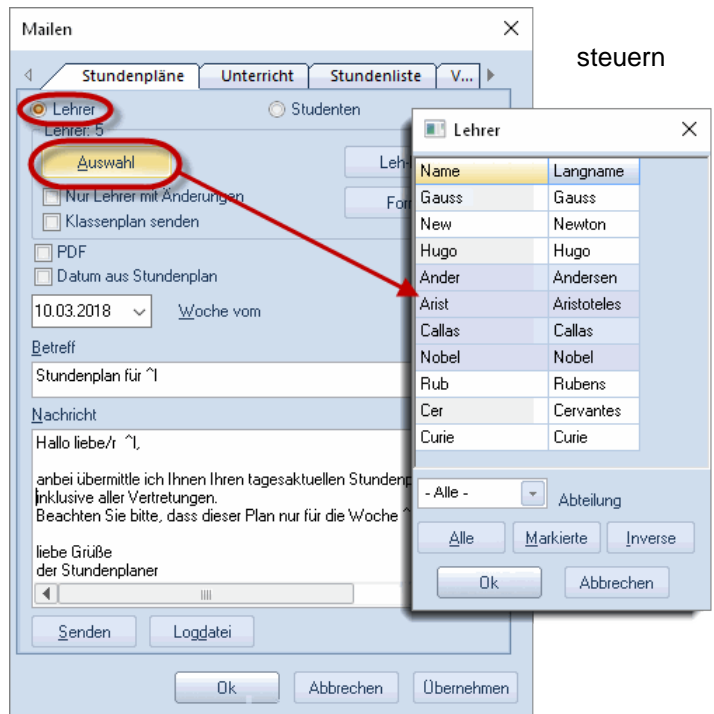 Mailen
steuern
Stundenpläne Unterricht Stundenliste V...
Lehrer Studenten
Lehrer: 5
Auswahl Leh-
Nur Lehrer mit Änderungen For
Klassenplan senden
PDF
Datum aus Stundenplan
10.03.2018 Woche vom
Betreff
Stundenplan für ^l
Nachricht
Hallo liebe/r ^l,
anbei übermittle ich Ihnen Ihren tagesaktuellen Stundenp
inklusive aller Vertretungen.
Beachten Sie bitte, dass dieser Plan nur für die Woche ^
liebe Grüße
der Stundenplaner
Senden Logdatei
Ok Abbrechen Übernehmen
Lehrer
Name Langname
Gauss Gauss
New Newton
Hugo Hugo
Ander Andersen
Arist Aristoteles
Callas Callas
Nobel Nobel
Rub Rubens
Cer Cervantes
Curie Curie
- Alle - Abteilung
Alle Markierte Inverse
Ok Abbrechen